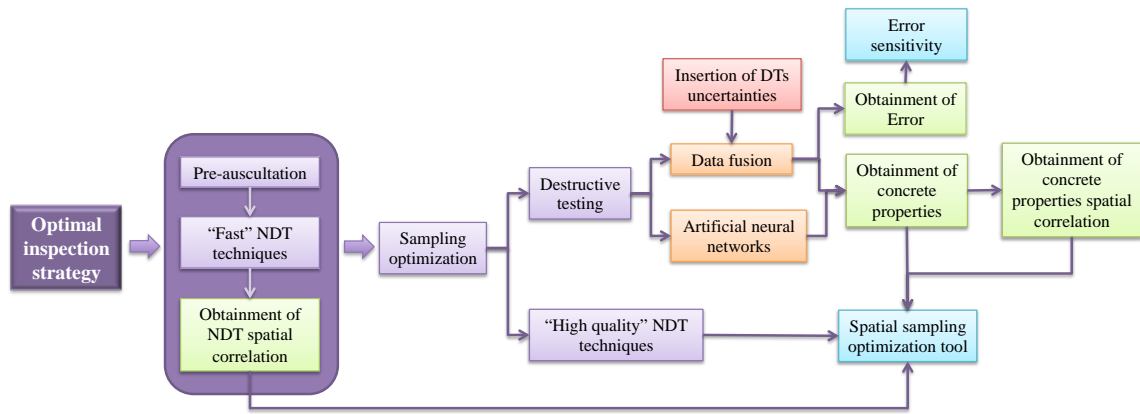 Optimal
inspection
strategy
Pre-auscultation
“Fast” NDT
techniques
Obtainment of
NDT spatial
correlation
Sampling
optimization
Destructive
testing
“High quality” NDT
techniques
Insertion of DTs
uncertainties
Data fusion
Artificial neural
networks
Error
sensitivity
Obtainment of
Error
Obtainment of
concrete
properties
Obtainment of
concrete
properties spatial
correlation
Spatial sampling
optimization tool